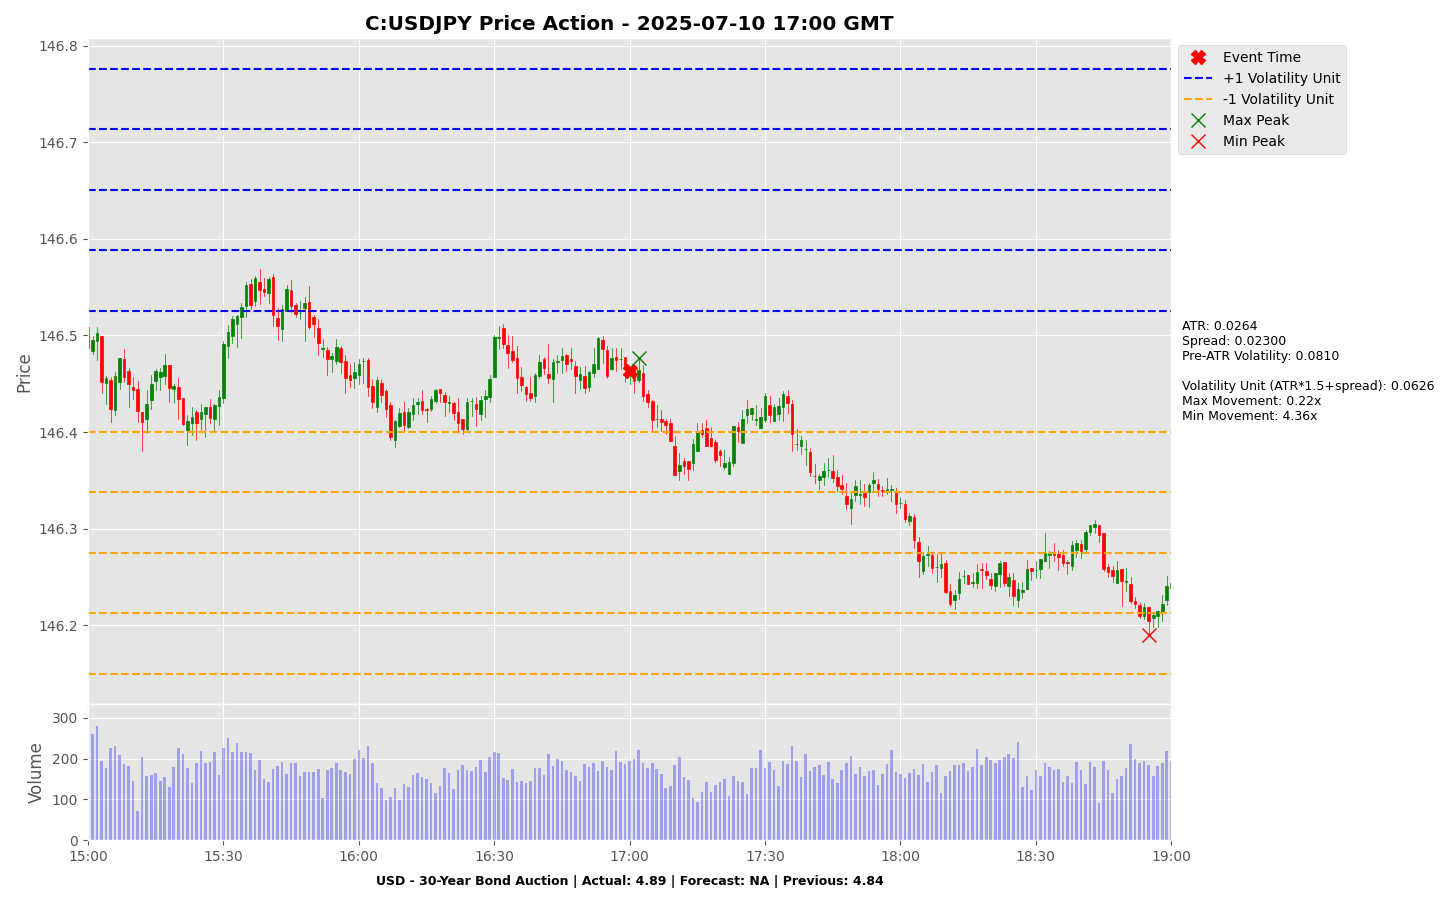 C:USDJPY Price Action - 2025-07-10 17:00 GMT
Price
146.8
146.7
146.6
146.5
146.4
146.3
146.2
Event Time
+1 Volatility Unit
-1 Volatility Unit
Max Peak
Min Peak
ATR: 0.0264
Spread: 0.02300
Pre-ATR Volatility: 0.0810
Volatility Unit (ATR*1.5+spread): 0.0626
Max Movement: 0.22x
Min Movement: 4.36x
Volume
300
200
100
0
15:00 15:30 16:00 16:30 17:00 17:30 18:00 18:30 19:00
USD - 30-Year Bond Auction | Actual: 4.89 | Forecast: NA | Previous: 4.84